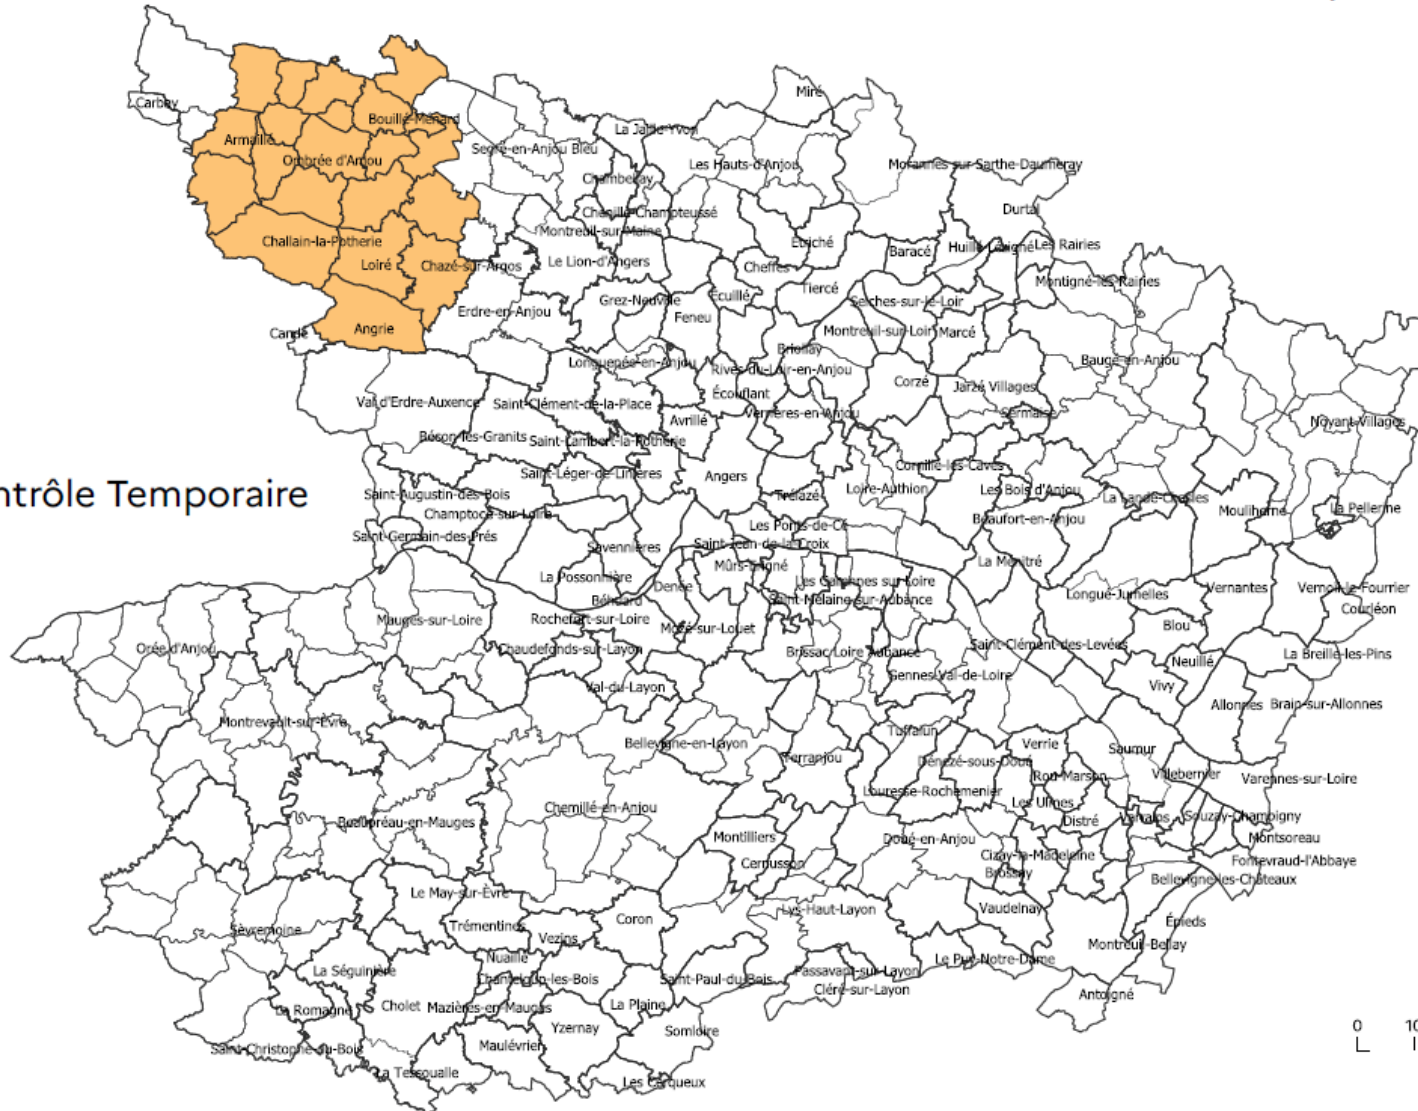 Carbay
Miré
Bouillé-Ménard
La Jaille-Yvon
Armaillé
Segré-en-Anjou Bleu
Ombrée d'Anjou
Les Hauts-d'Anjou
Morannes sur Sarthe-Daumeray
Chambellay
Chenillé-Champteussé
Durtal
Montreuil-sur-Maine
Challain-la-Potherie
Étriché
Baracé
Huillé-Lézigné
Les Rairies
Loiré
Chazé-sur-Argos
Le Lion-d'Angers
Cheffes
Montigné-lès-Rairies
Tiercé
Écuillé
Grez-Neuville
Seiches-sur-le-Loir
Erdre-en-Anjou
Feneu
Angrie
Candé
Montreuil-sur-Loir
Marcé
Briollay
Longuenée-en-Anjou
Rives-du-Loir-en-Anjou
Baugé-en-Anjou
Corzé
Jarzé Villages
Écouflant
Val d'Erdre-Auxence
Saint-Clément-de-la-Place
Verrières-en-Anjou
Sermaise
Avrillé
Noyant-Villages
Bécon-les-Granits
Saint-Lambert-la-Potherie
Cornillé-les-Caves
Saint-Léger-de-Linières
Angers
Loire-Authion
Les Bois d'Anjou
ntrôle Temporaire
Saint-Augustin-des-Bois
Trélazé
La Lande-Chasles
La Pellerine
Mouliherne
Champtocé-sur-Loire
Beaufort-en-Anjou
Les Ponts-de-Cé
Saint-Germain-des-Prés
Savennières
Saint-Jean-de-la-Croix
Mûrs-Erigné
La Ménitré
La Possonnière
Denée
Les Garennes sur Loire
Vernantes
Vernoil-le-Fourrier
Longué-Jumelles
Béhuard
Saint-Melaine-sur-Aubance
Courléon
Mauges-sur-Loire
Rochefort-sur-Loire
Mozé-sur-Louet
Blou
Orée d'Anjou
Chaudefonds-sur-Layon
Brissac Loire Aubance
Saint-Clément-des-Levées
La Breille-les-Pins
Neuillé
Gennes-Val-de-Loire
Val-du-Layon
Vivy
Allonnes
Brain-sur-Allonnes
Montrevault-sur-Èvre
Tuffalun
Bellevigne-en-Layon
Verrie
Saumur
Terranjou
Dénezé-sous-Doué
Rou-Marson
Villebernier
Varennes-sur-Loire
Louresse-Rochemenier
Les Ulmes
Chemillé-en-Anjou
Distré
Varrains
Souzay-Champigny
Beaupréau-en-Mauges
Montilliers
Doué-en-Anjou
Montsoreau
Cernusson
Cizay-la-Madeleine
Fontevraud-l'Abbaye
Brossay
Bellevigne-les-Châteaux
Le May-sur-Èvre
Lys-Haut-Layon
Vaudelnay
Coron
Épieds
Trémentines
Sèvremoine
Vezins
Montreuil-Bellay
Nuaillé
Le Puy-Notre-Dame
La Séguinière
Chanteloup-les-Bois
Saint-Paul-du-Bois
Passavant-sur-Layon
Cléré-sur-Layon
Antoigné
La Romagne
Cholet
Mazières-en-Mauges
La Plaine
Yzernay
Somloire
0 10
Saint-Christophe-du-Bois
Maulévrier
La Tessoualle
Les Cerqueux